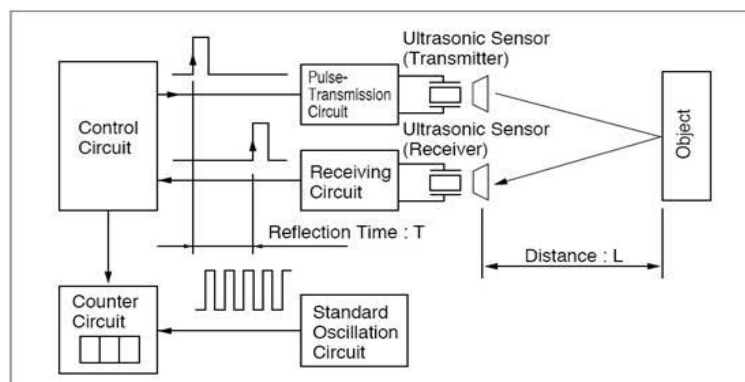 Ultrasonic Sensor
(Transmitter)
Pulse-
Transmission
Circuit
Control
Circuit
Ultrasonic Sensor
(Receiver)
Receiving
Circuit
Object
Reflection Time : T
Distance : L
Counter
Circuit
Standard
Oscillation
Circuit